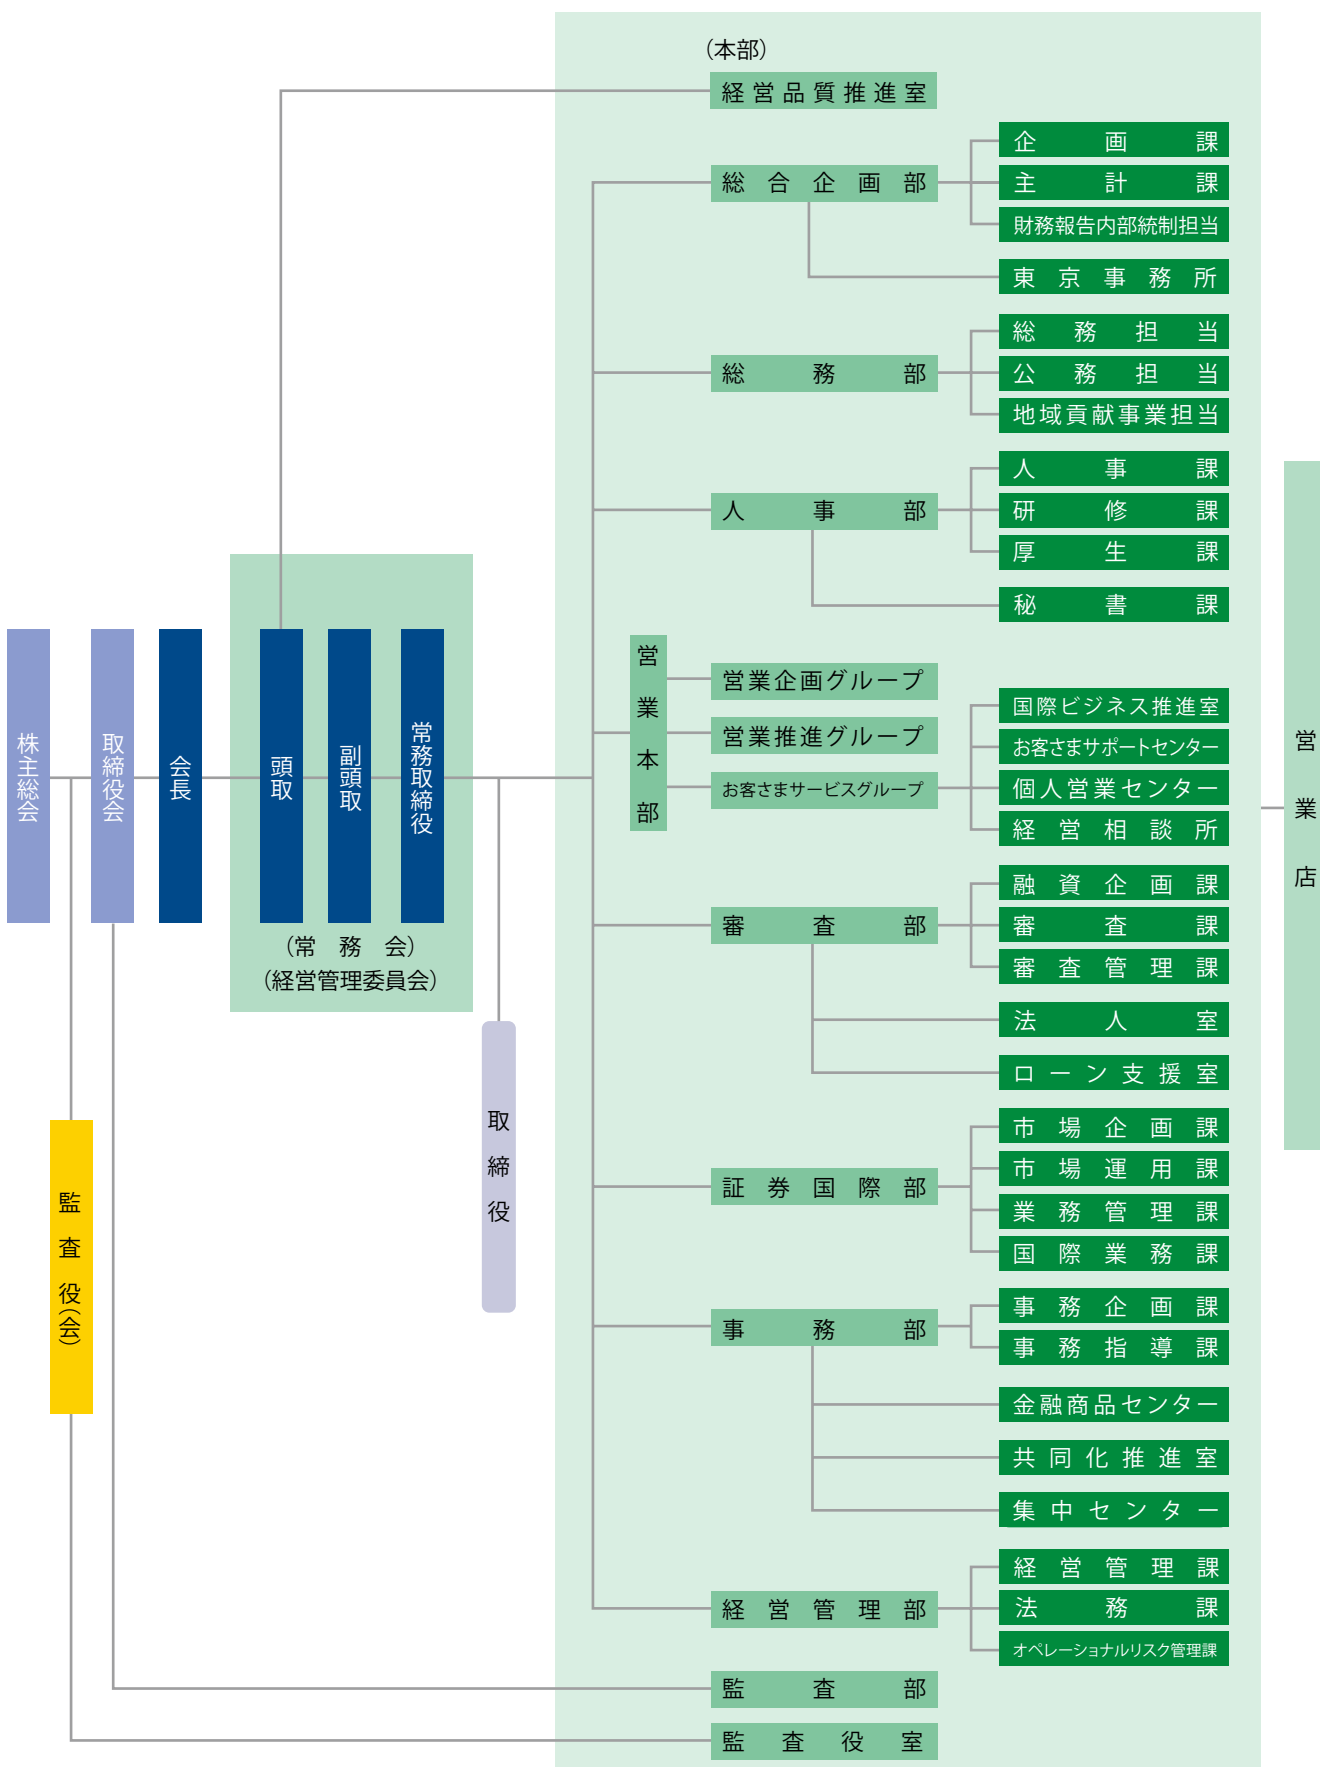 株主総会
取締役会
会長
頭取
副頭取
常務取締役
（常務会）
（経営管理委員会）
取締役
監査役（会）
（本部）
経営品質推進室
総合企画部
企画課
主計課
財務報告内部統制担当
東京事務所
総務部
総務担当
公務担当
地域貢献事業担当
人事部
人事課
研修課
厚生課
秘書課
営業本部
営業企画グループ
営業推進グループ
お客さまサービスグループ
国際ビジネス推進室
お客さまサポートセンター
個人営業センター
経営相談所
審査部
融資企画課
審査課
審査管理課
法人室
ローン支援室
証券国際部
市場企画課
市場運用課
業務管理課
国際業務課
事務部
事務企画課
事務指導課
金融商品センター
共同化推進室
集中センター
経営管理部
経営管理課
法務課
オペレーショナルリスク管理課
監査部
監査役室
営業店